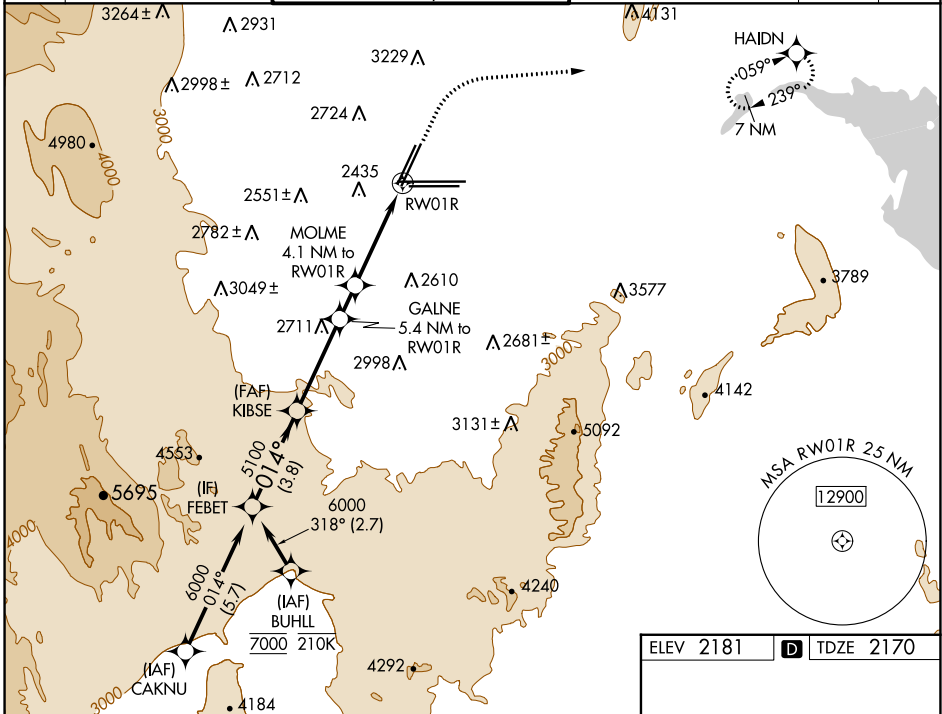 3264±
2931
4131
3229
HAIDN
059°
239°
7 NM
2998±
2712
3000
2724
4980
4000
2435
2551±
RW01R
MOLME
4.1 NM to
RW01R
2782±
3049±
2610
GALNE
5.4 NM to
RW01R
2711
3577
3789
2681±
2998
3000
4142
(FAF)
KIBSE
3131±
5092
4553
5100
014°
(3.8)
MSA RW01R 25 NM
12900
5695
(IF)
FEBET
6000
318° (2.7)
4000
6000
014°
(5.7)
4240
(IAF)
BUHLL
7000 210K
(IAF)
CAKNU
3000
4292
4184
ELEV 2181 D TDZE 2170